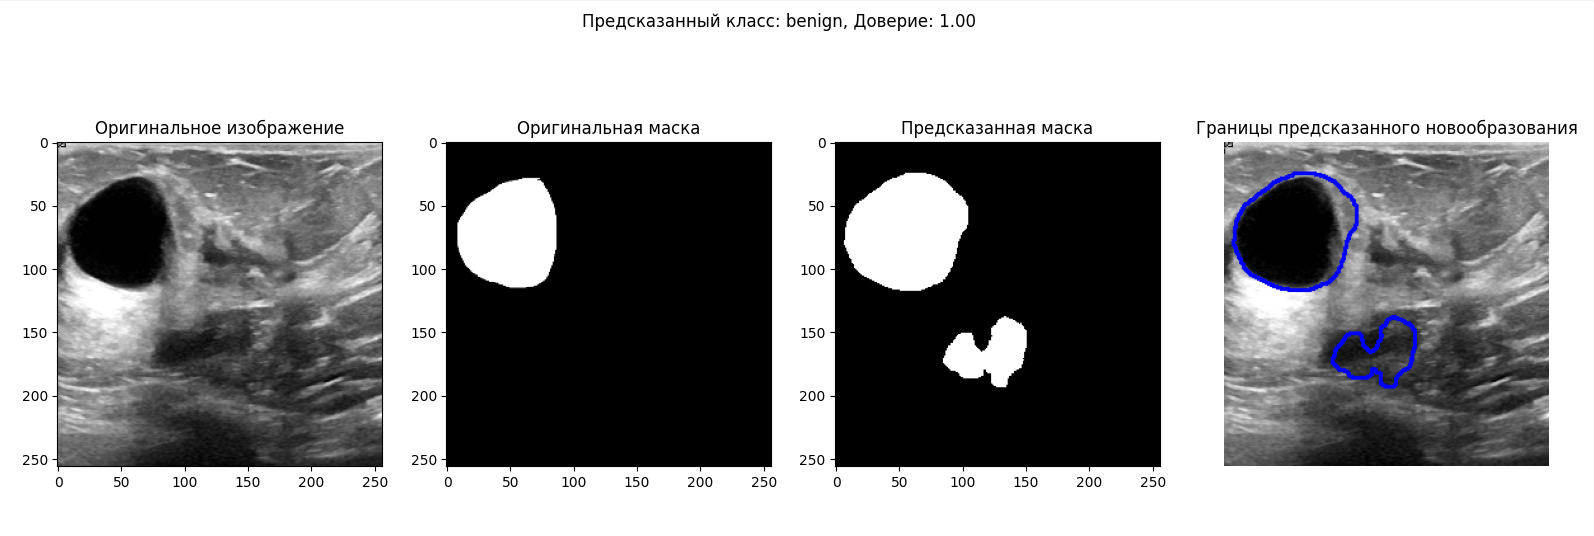 Предсказанный класс: benign, Доверие: 1.00
Оригинальное изображение
Оригинальная маска
Предсказанная маска
Границы предсказанного новообразования
0
50
100
150
200
250
0 50 100 150 200 250
0
50
100
150
200
250
0 50 100 150 200 250
0
50
100
150
200
250
0 50 100 150 200 250